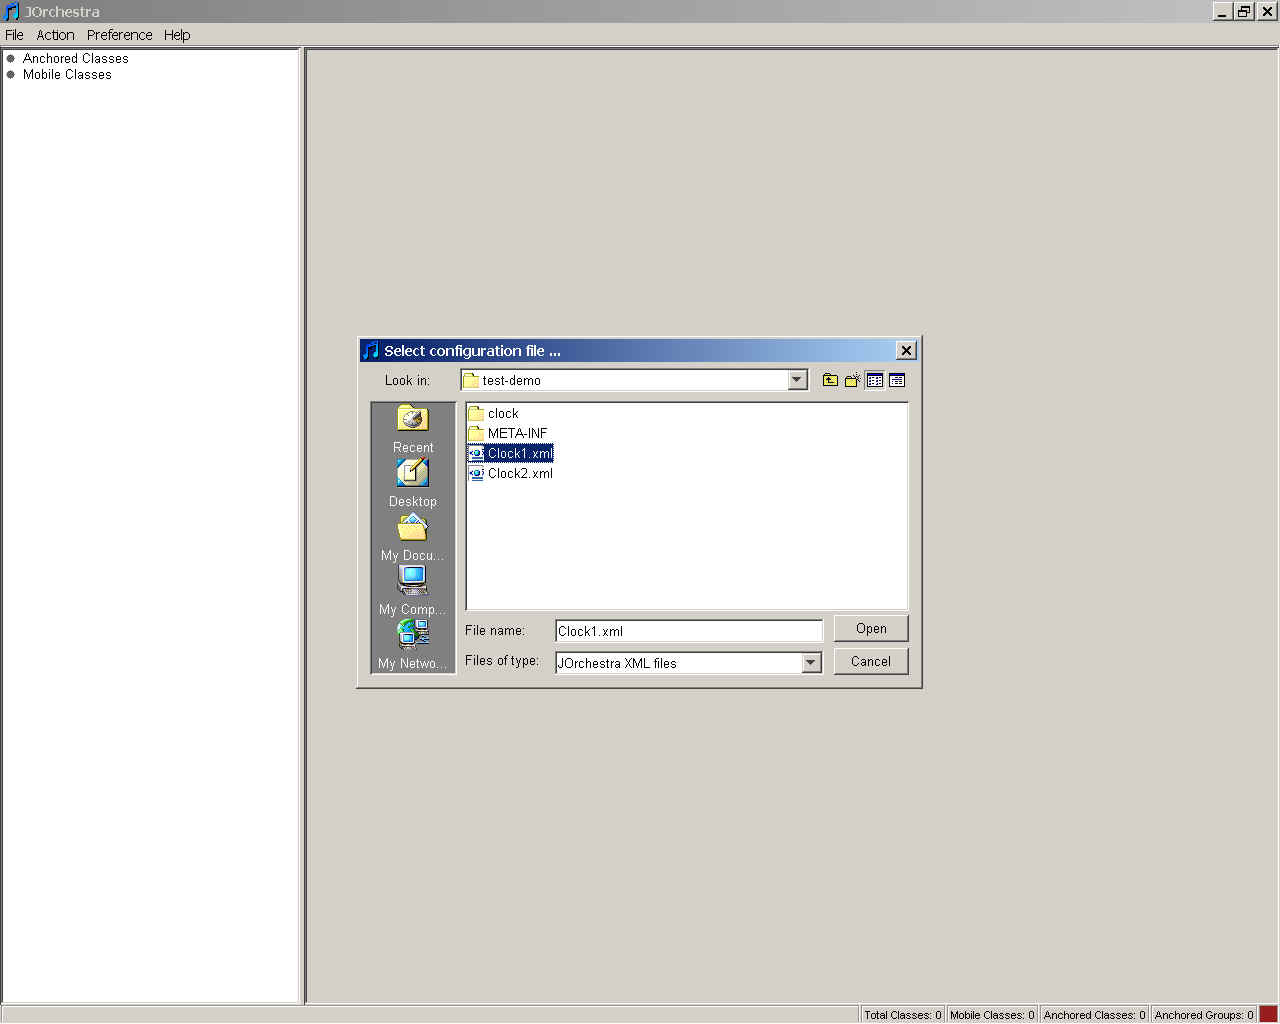 JOrchestra
File Action Preference Help
Anchored Classes
Mobile Classes
Select configuration file ...
Look in: test-demo
Recent
Desktop
My Docu...
My Comp...
My Netwo...
clock
META-INF
Clock1.xml
Clock2.xml
File name: Clock1.xml Open
Files of type: JOrchestra XML files Cancel
Total Classes: 0 Mobile Classes: 0 Anchored Classes: 0 Anchored Groups: 0